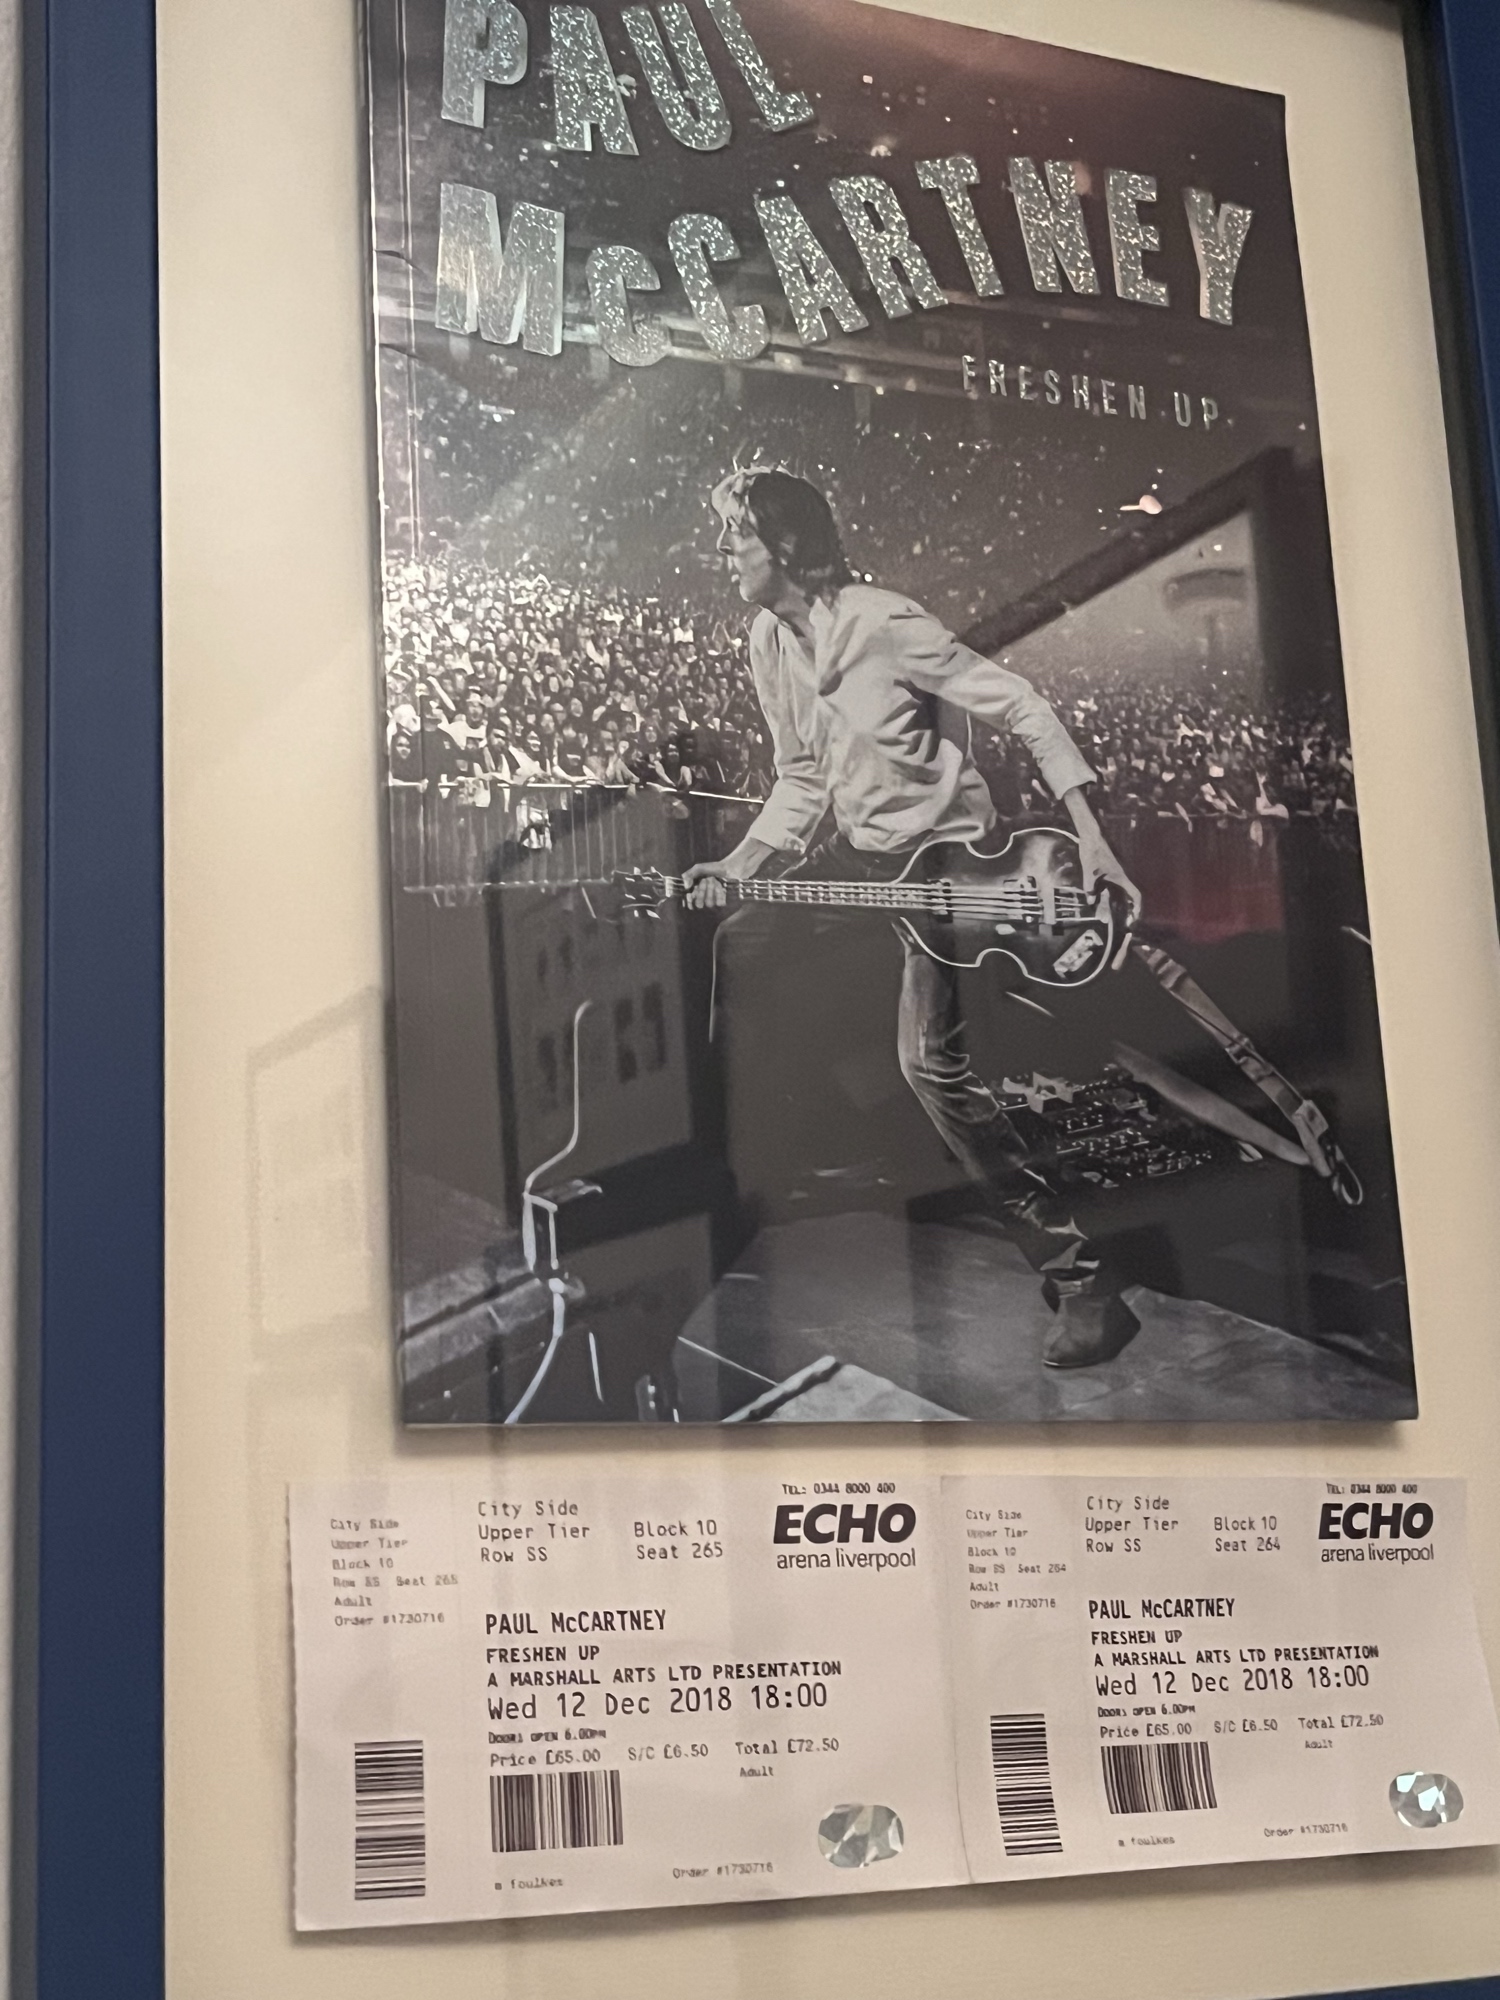 PAUL
McCARTNEY
FRESHEN UP
City Side
Upper Tier
Block 10
Row SS Seat 265
Adult
Order #1730716
City Side
Upper Tier Block 10
Row SS Seat 265
TEL: 0344 8000 400
ECHO
arena liverpool
PAUL McCARTNEY
FRESHEN UP
A MARSHALL ARTS LTD PRESENTATION
Wed 12 Dec 2018 18:00
DOORS OPEN 6.00PM
Price £65.00 S/C £6.50 Total £72.50
Adult
m foulkes
Order #1730716
City Side
Upper Tier
Block 10
Row SS Seat 264
Adult
Order #1730716
City Side
Upper Tier Block 10
Row SS Seat 264
TEL: 0344 8000 400
ECHO
arena liverpool
PAUL McCARTNEY
FRESHEN UP
A MARSHALL ARTS LTD PRESENTATION
Wed 12 Dec 2018 18:00
DOORS OPEN 6.00PM
Price £65.00 S/C £6.50 Total £72.50
Adult
m foulkes
Order #1730716